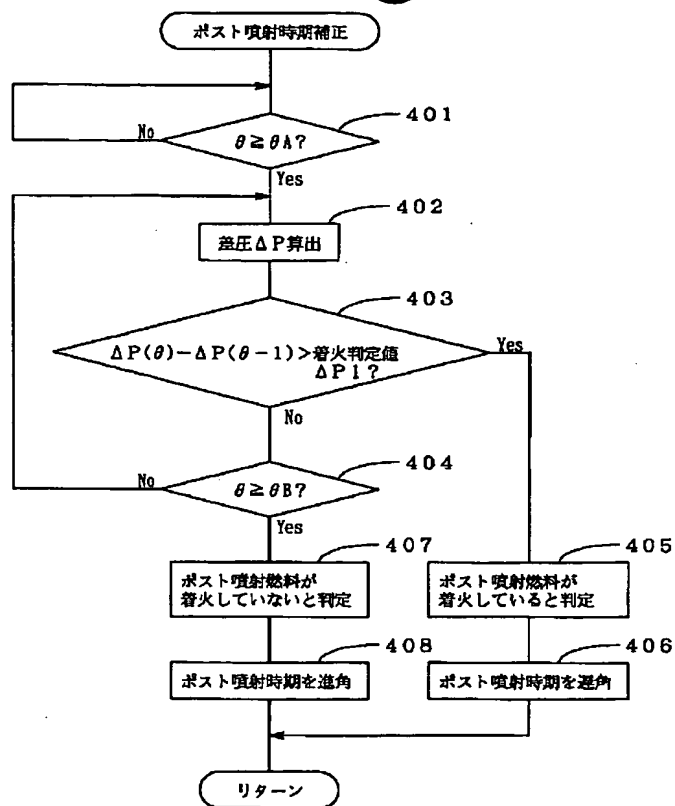 ポスト噴射時期補正
401
No
θ≧θA?
Yes
402
差圧ΔP算出
403
ΔP(θ)-ΔP(θ-1)>着火判定値
ΔP1?
Yes
No
404
No
θ≧θB?
Yes
407
405
ポスト噴射燃料が
着火していないと判定
ポスト噴射燃料が
着火していると判定
408
406
ポスト噴射時期を進角
ポスト噴射時期を遅角
リターン